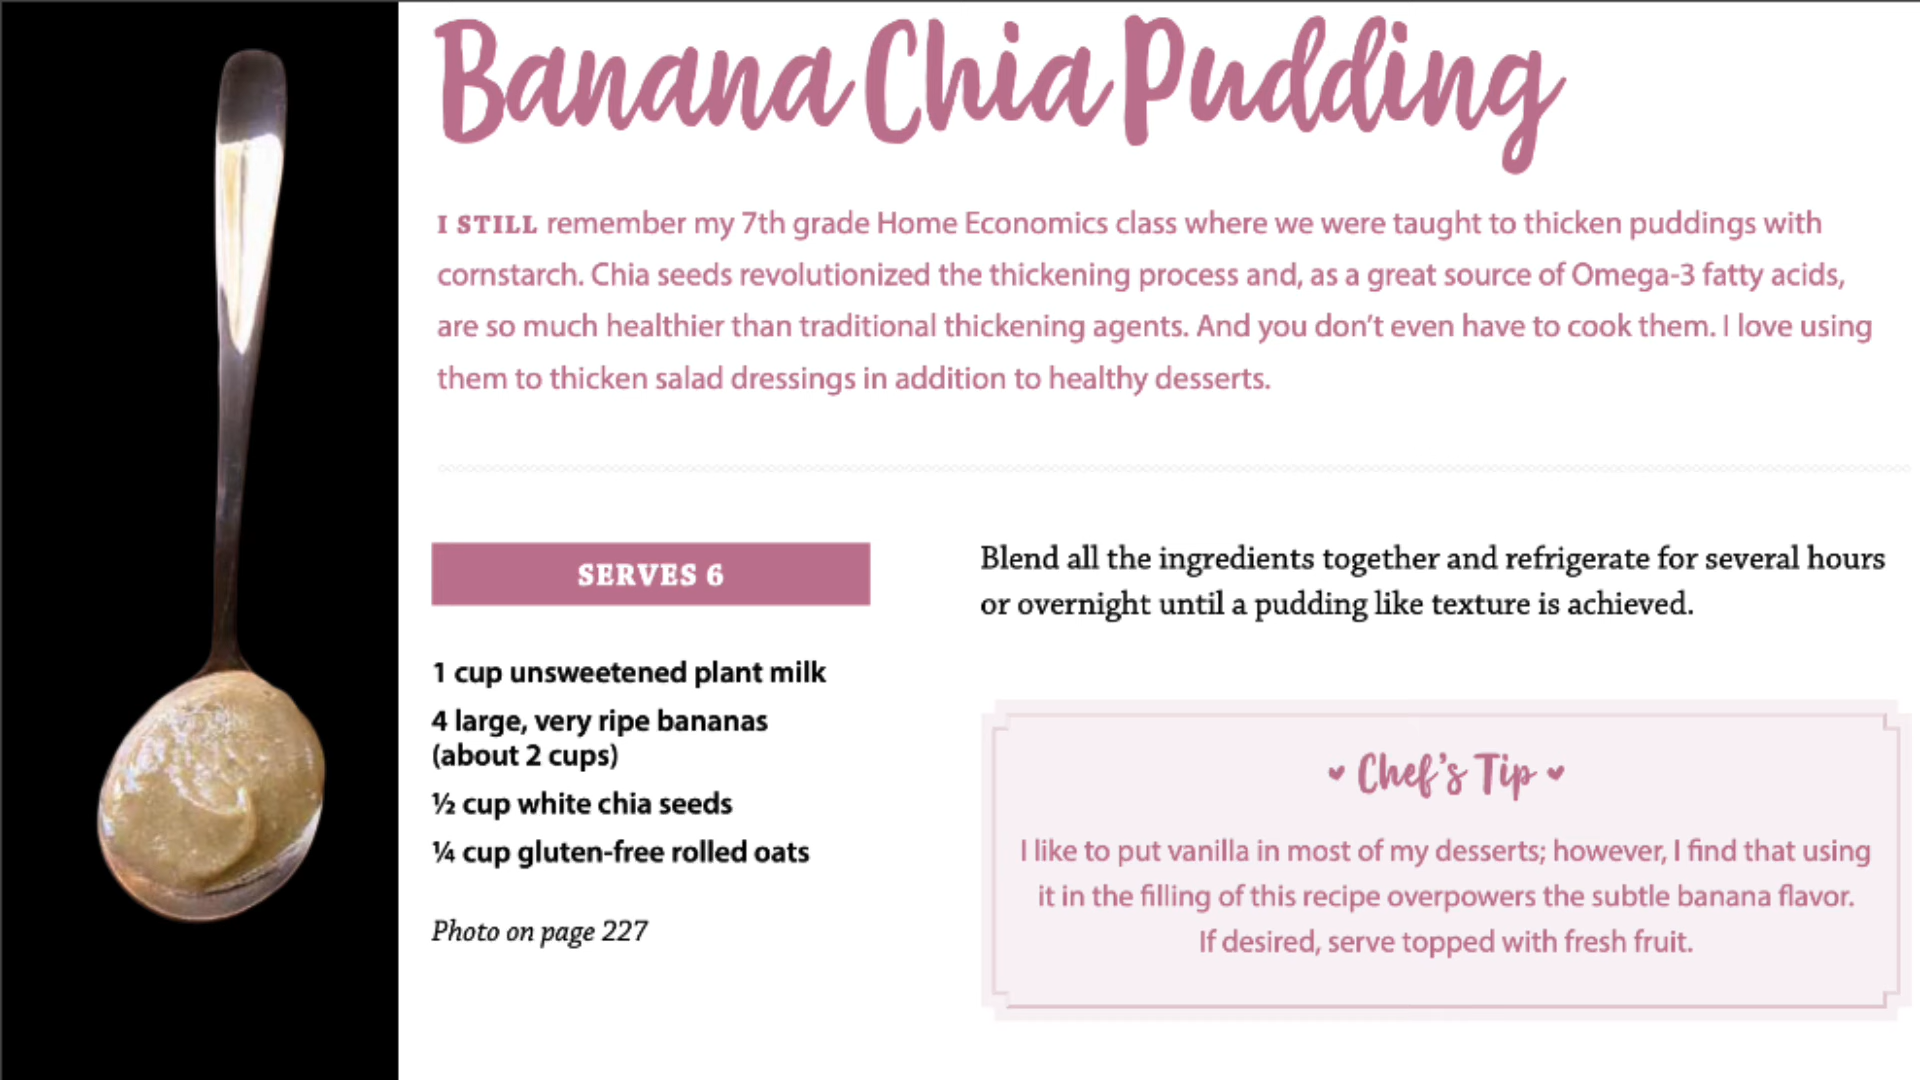 Banana Chia Pudding
I STILL remember my 7th grade Home Economics class where we were taught to thicken puddings with
cornstarch. Chia seeds revolutionized the thickening process and, as a great source of Omega-3 fatty acids,
are so much healthier than traditional thickening agents. And you don’t even have to cook them. I love using
them to thicken salad dressings in addition to healthy desserts.
SERVES 6
1 cup unsweetened plant milk
4 large, very ripe bananas
(about 2 cups)
½ cup white chia seeds
¼ cup gluten-free rolled oats
Photo on page 227
Blend all the ingredients together and refrigerate for several hours
or overnight until a pudding like texture is achieved.
Chef’s Tip
I like to put vanilla in most of my desserts; however, I find that using
it in the filling of this recipe overpowers the subtle banana flavor.
If desired, serve topped with fresh fruit.